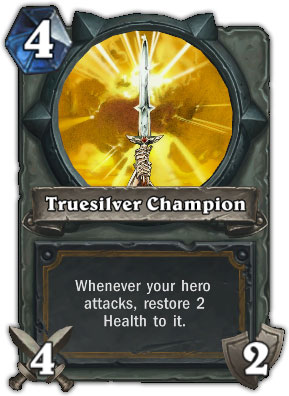 4
Truesilver Champion
Whenever your hero
attacks, restore 2
Health to it.
4
2